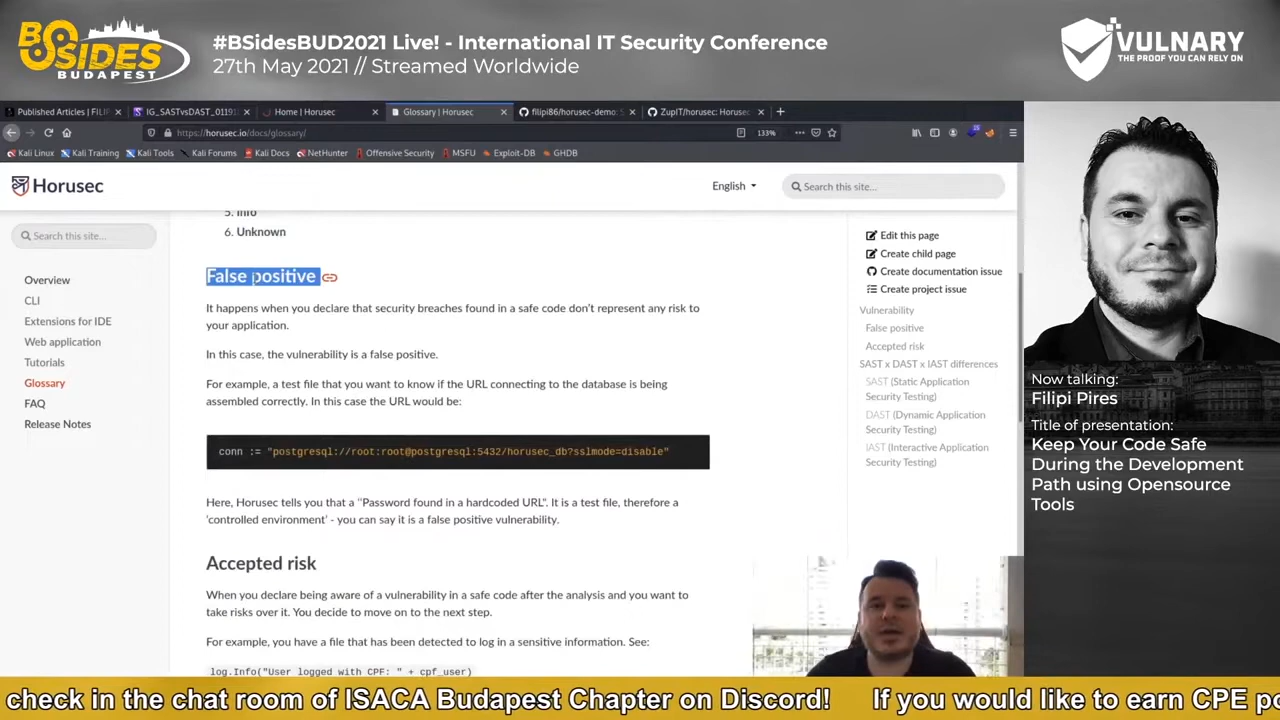 BSIDES
BUDAPEST
#BSidesBUD2021 Live! - International IT Security Conference
27th May 2021 // Streamed Worldwide
VULNARY
THE PROOF YOU CAN RELY ON
Published Articles | FILIP
IG_SASTvsDAST_01191
Home | Horusec
Glossary | Horusec
filipi86/horusec-demo: S
ZupIT/horusec: Horusec
https://horusec.io/docs/glossary/
133%
Kali Linux
Kali Training
Kali Tools
Kali Forums
Kali Docs
NetHunter
Offensive Security
MSFU
Exploit-DB
GHDB
Horusec
English
Search this site...
Search this site...
Overview
CLI
Extensions for IDE
Web application
Tutorials
Glossary
FAQ
Release Notes
5. Info
6. Unknown
False positive
It happens when you declare that security breaches found in a safe code don't represent any risk to
your application.
In this case, the vulnerability is a false positive.
For example, a test file that you want to know if the URL connecting to the database is being
assembled correctly. In this case the URL would be:
conn := "postgresql://root:root@postgresql:5432/horusec_db?sslmode=disable"
Here, Horusec tells you that a ''Password found in a hardcoded URL". It is a test file, therefore a
'controlled environment' - you can say it is a false positive vulnerability.
Accepted risk
When you declare being aware of a vulnerability in a safe code after the analysis and you want to
take risks over it. You decide to move on to the next step.
For example, you have a file that has been detected to log in a sensitive information. See:
log.Info("User logged with CPF: " + cpf_user)
Edit this page
Create child page
Create documentation issue
Create project issue
Vulnerability
False positive
Accepted risk
SAST x DAST x IAST differences
SAST (Static Application
Security Testing)
DAST (Dynamic Application
Security Testing)
IAST (Interactive Application
Security Testing)
Now talking:
Filipi Pires
Title of presentation:
Keep Your Code Safe
During the Development
Path using Opensource
Tools
check in the chat room of ISACA Budapest Chapter on Discord! If you would like to earn CPE po